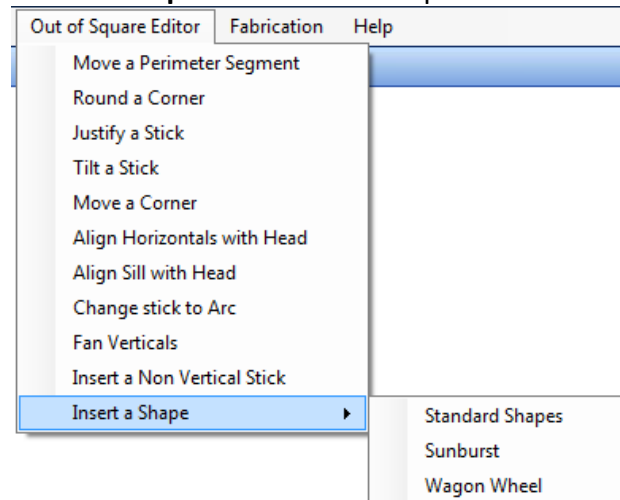 Out of Square Editor Fabrication Help
Move a Perimeter Segment
Round a Corner
Justify a Stick
Tilt a Stick
Move a Corner
Align Horizontals with Head
Align Sill with Head
Change stick to Arc
Fan Verticals
Insert a Non Vertical Stick
Insert a Shape
Standard Shapes
Sunburst
Wagon Wheel